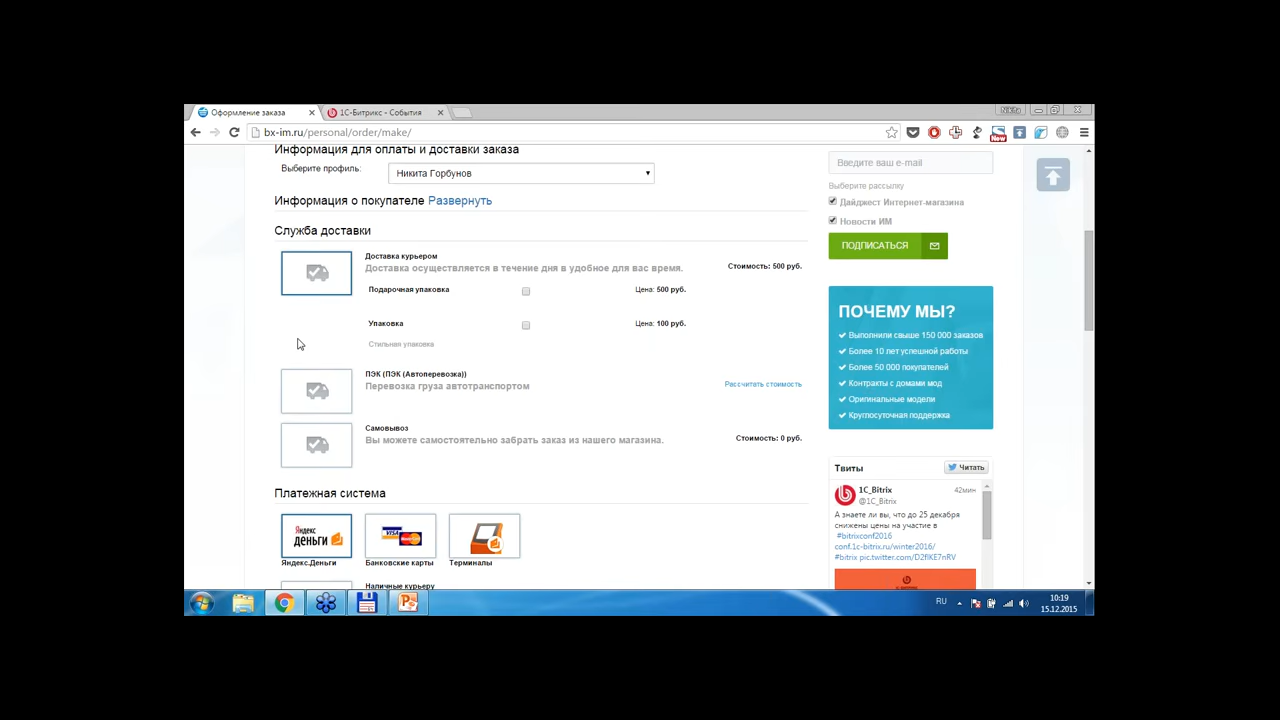 Оформление заказа
1С-Битрикс - События
Nikita
bx-im.ru/personal/order/make/
New
Информация для оплаты и доставки заказа
Выберите профиль:
Никита Горбунов
Информация о покупателе Развернуть
Служба доставки
Доставка курьером
Доставка осуществляется в течение дня в удобное для вас время.
Стоимость: 500 руб.
Подарочная упаковка
Цена: 500 руб.
Упаковка
Цена: 100 руб.
Стильная упаковка
ПЭК (ПЭК (Автоперевозка))
Перевозка груза автотранспортом
Рассчитать стоимость
Самовывоз
Вы можете самостоятельно забрать заказ из нашего магазина.
Стоимость: 0 руб.
Платежная система
Яндекс
деньги
VISA
Яндекс.Деньги
Банковские карты
Терминалы
Наличные курьеру
Введите ваш e-mail
Выберите рассылку
Дайджест Интернет-магазина
Новости ИМ
ПОДПИСАТЬСЯ
ПОЧЕМУ МЫ?
Выполнили свыше 150 000 заказов
Более 10 лет успешной работы
Более 50 000 покупателей
Контракты с домами мод
Оригинальные модели
Круглосуточная поддержка
Твиты
Читать
1C_Bitrix
42мин
@1C_Bitrix
А знаете ли вы, что до 25 декабря
снижены цены на участие в
#bitrixconf2016
conf.1c-bitrix.ru/winter2016/
#bitrix pic.twitter.com/D2flKE7nRV
RU
10:19
15.12.2015